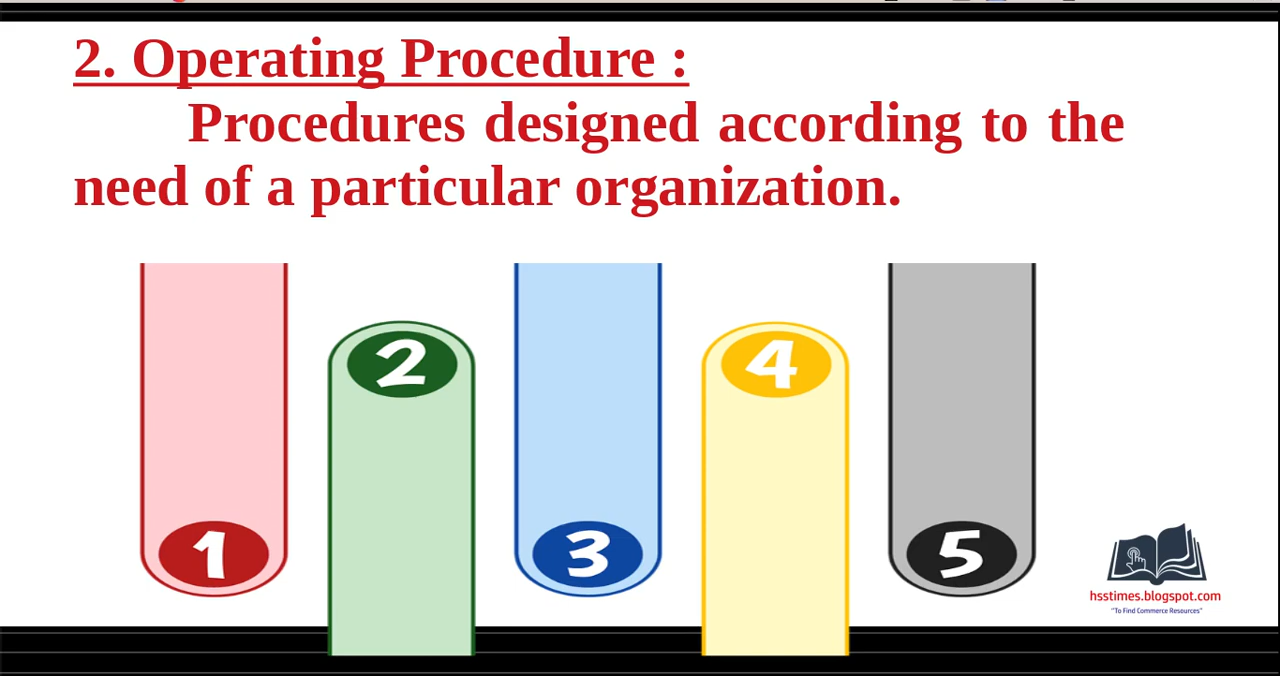 2. Operating Procedure :
Procedures designed according to the
need of a particular organization.
1
2
3
4
5
hsstimes.blogspot.com
"To Find Commerce Resources"